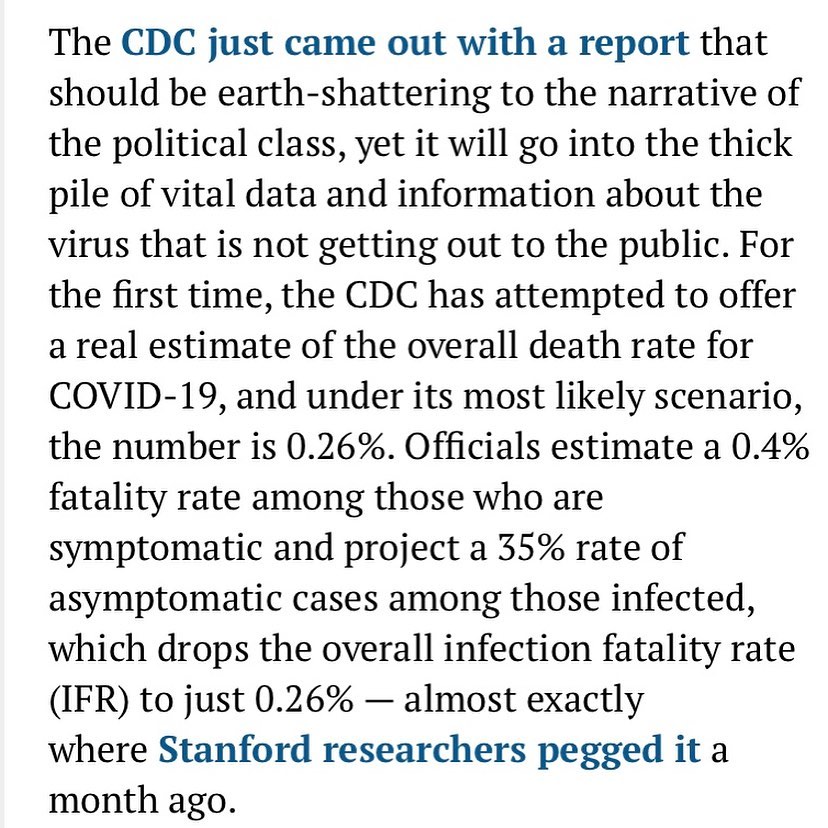 The CDC just came out with a report that
should be earth-shattering to the narrative of
the political class, yet it will go into the thick
pile of vital data and information about the
virus that is not getting out to the public. For
the first time, the CDC has attempted to offer
a real estimate of the overall death rate for
COVID-19, and under its most likely scenario,
the number is 0.26%. Officials estimate a 0.4%
fatality rate among those who are
symptomatic and project a 35% rate of
asymptomatic cases among those infected,
which drops the overall infection fatality rate
(IFR) to just 0.26% — almost exactly
where Stanford researchers pegged it a
month ago.